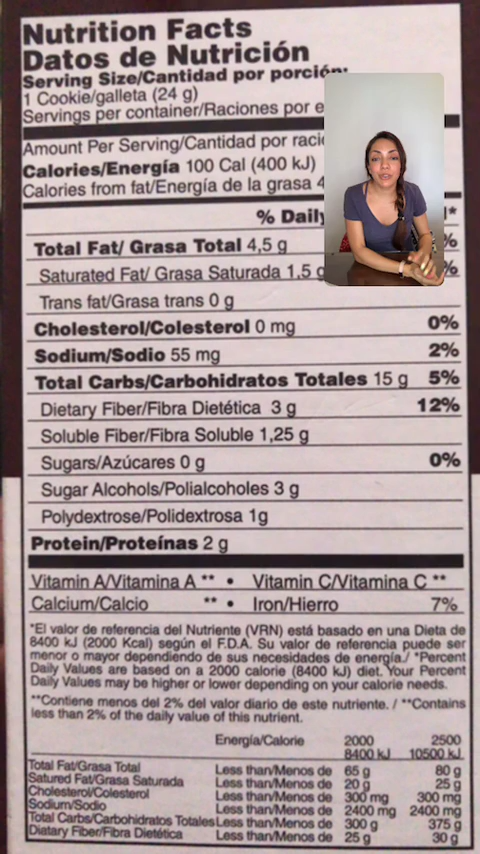 Nutrition Facts
Datos de Nutrición
Serving Size/Cantidad por porción:
1 Cookie/galleta (24 g)
Servings per container/Raciones por e
Amount Per Serving/Cantidad por raci
Calories/Energía 100 Cal (400 kJ)
Calories from fat/Energía de la grasa 4
% Daily
Total Fat/ Grasa Total 4,5 g %
Saturated Fat/ Grasa Saturada 1,5 g %
Trans fat/Grasa trans 0 g
Cholesterol/Colesterol 0 mg 0%
Sodium/Sodio 55 mg 2%
Total Carbs/Carbohidratos Totales 15 g 5%
Dietary Fiber/Fibra Dietética 3 g 12%
Soluble Fiber/Fibra Soluble 1,25 g
Sugars/Azúcares 0 g 0%
Sugar Alcohols/Polialcoholes 3 g
Polydextrose/Polidextrosa 1g
Protein/Proteínas 2 g
Vitamin A/Vitamina A ** • Vitamin C/Vitamina C **
Calcium/Calcio ** • Iron/Hierro 7%
*El valor de referencia del Nutriente (VRN) está basado en una Dieta de
8400 kJ (2000 Kcal) según el F.D.A. Su valor de referencia puede ser
menor o mayor dependiendo de sus necesidades de energía./ *Percent
Daily Values are based on a 2000 calorie (8400 kJ) diet. Your Percent
Daily Values may be higher or lower depending on your calorie needs.
**Contiene menos del 2% del valor diario de este nutriente. / **Contains
less than 2% of the daily value of this nutrient.
Energía/Calorie 2000 2500
8400 kJ 10500 kJ
Total Fat/Grasa Total Less than/Menos de 65 g 80 g
Satured Fat/Grasa Saturada Less than/Menos de 20 g 25 g
Cholesterol/Colesterol Less than/Menos de 300 mg 300 mg
Sodium/Sodio Less than/Menos de 2400 mg 2400 mg
Total Carbs/Carbohidratos Totales Less than/Menos de 300 g 375 g
Diatary Fiber/Fibra Dietética Less than/Menos de 25 g 30 g